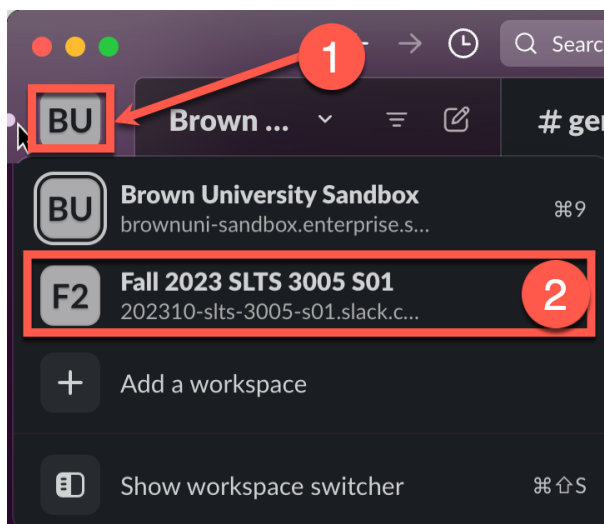 1
Searc
BU
Brown ...
# ge
BU
Brown University Sandbox
brownuni-sandbox.enterprise.s...
⌘9
F2
Fall 2023 SLTS 3005 S01
202310-slts-3005-s01.slack.c...
2
Add a workspace
Show workspace switcher
⌘⇧S